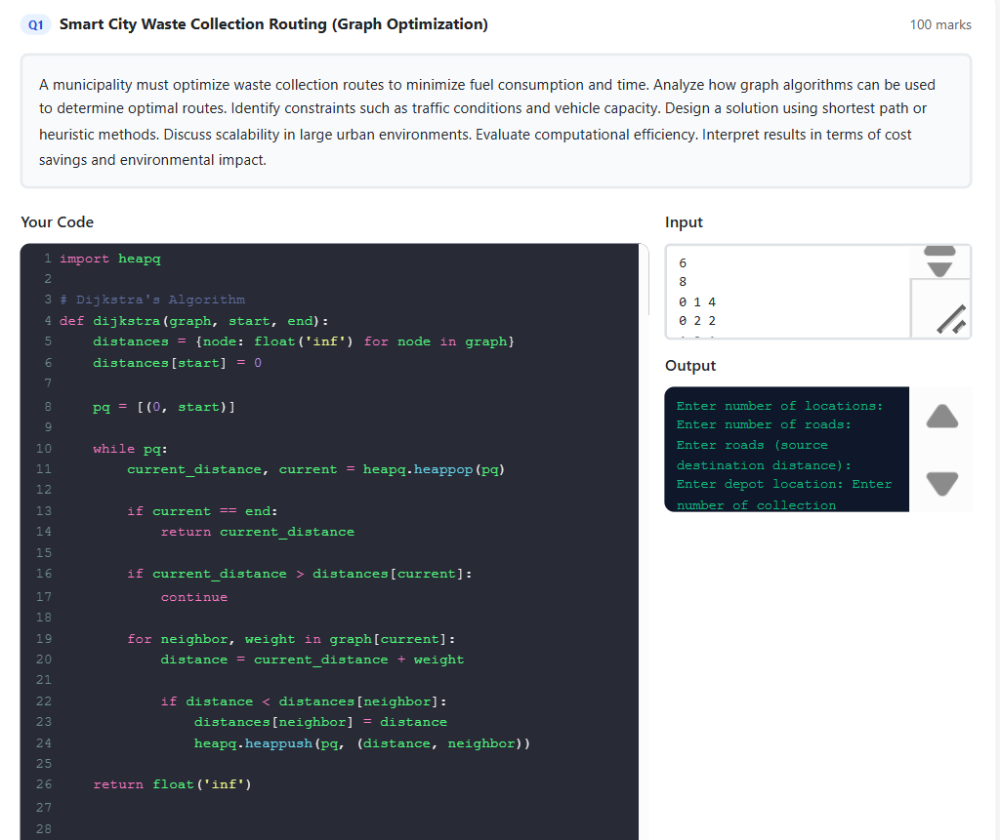 Q1 Smart City Waste Collection Routing (Graph Optimization) 100 marks
A municipality must optimize waste collection routes to minimize fuel consumption and time. Analyze how graph algorithms can be used
to determine optimal routes. Identify constraints such as traffic conditions and vehicle capacity. Design a solution using shortest path or
heuristic methods. Discuss scalability in large urban environments. Evaluate computational efficiency. Interpret results in terms of cost
savings and environmental impact.
Your Code
1 import heapq
2
3 # Dijkstra's Algorithm
4 def dijkstra(graph, start, end):
5     distances = {node: float('inf') for node in graph}
6     distances[start] = 0
7
8     pq = [(0, start)]
9
10     while pq:
11         current_distance, current = heapq.heappop(pq)
12
13         if current == end:
14             return current_distance
15
16         if current_distance > distances[current]:
17             continue
18
19         for neighbor, weight in graph[current]:
20             distance = current_distance + weight
21
22             if distance < distances[neighbor]:
23                 distances[neighbor] = distance
24                 heapq.heappush(pq, (distance, neighbor))
25
26     return float('inf')
27
28
Input
6
8
0 1 4
0 2 2
Output
Enter number of locations:
Enter number of roads:
Enter roads (source
destination distance):
Enter depot location: Enter
number of collection